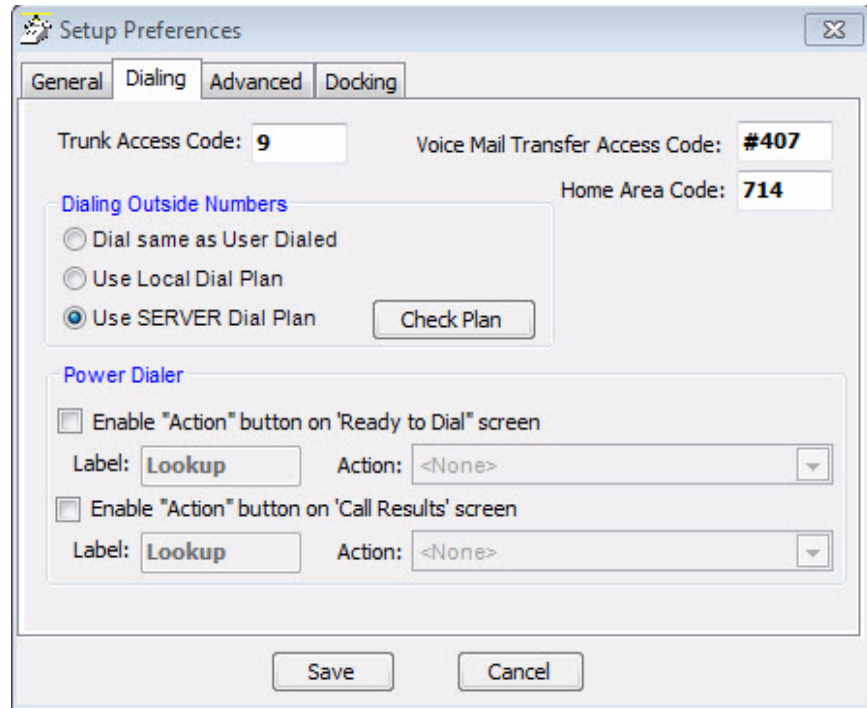 Setup Preferences
General Dialing Advanced Docking
Trunk Access Code: 9 Voice Mail Transfer Access Code: #407
Home Area Code: 714
Dialing Outside Numbers
Dial same as User Dialed
Use Local Dial Plan
Use SERVER Dial Plan Check Plan
Power Dialer
Enable "Action" button on 'Ready to Dial" screen
Label: Lookup Action: <None>
Enable "Action" button on 'Call Results' screen
Label: Lookup Action: <None>
Save Cancel